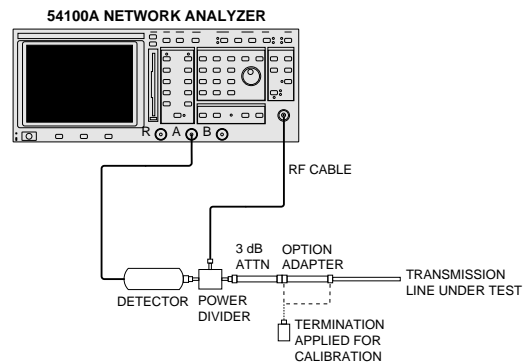 54100A NETWORK ANALYZER
R A B
RF CABLE
3 dB
ATTN
OPTION
ADAPTER
TRANSMISSION
LINE UNDER TEST
DETECTOR
POWER
DIVIDER
TERMINATION
APPLIED FOR
CALIBRATION